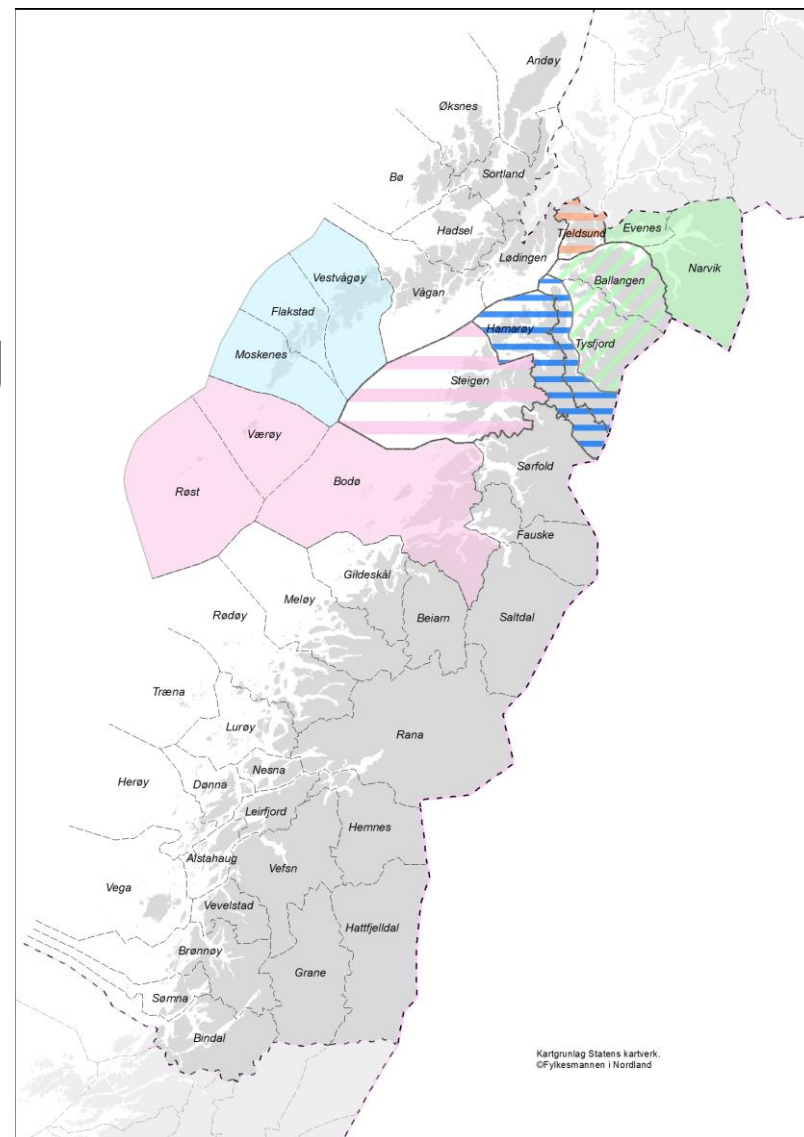 Andøy
Øksnes
Bø
Sortland
Hadsel
Tjeldsund
Evenes
Lødingen
Narvik
Vestvågøy
Vågan
Ballangen
Flakstad
Hamarøy
Tysfjord
Moskenes
Steigen
Værøy
Sørfold
Røst
Bodø
Fauske
Gildeskål
Meløy
Rødøy
Beiarn
Saltdal
Træna
Lurøy
Rana
Nesna
Herøy
Dønna
Leirfjord
Hemnes
Alstahaug
Vefsn
Vega
Vevelstad
Hattfjelldal
Brønnøy
Grane
Sømna
Bindal
Kartgrunlag Statens kartverk.
©Fylkesmannen i Nordland